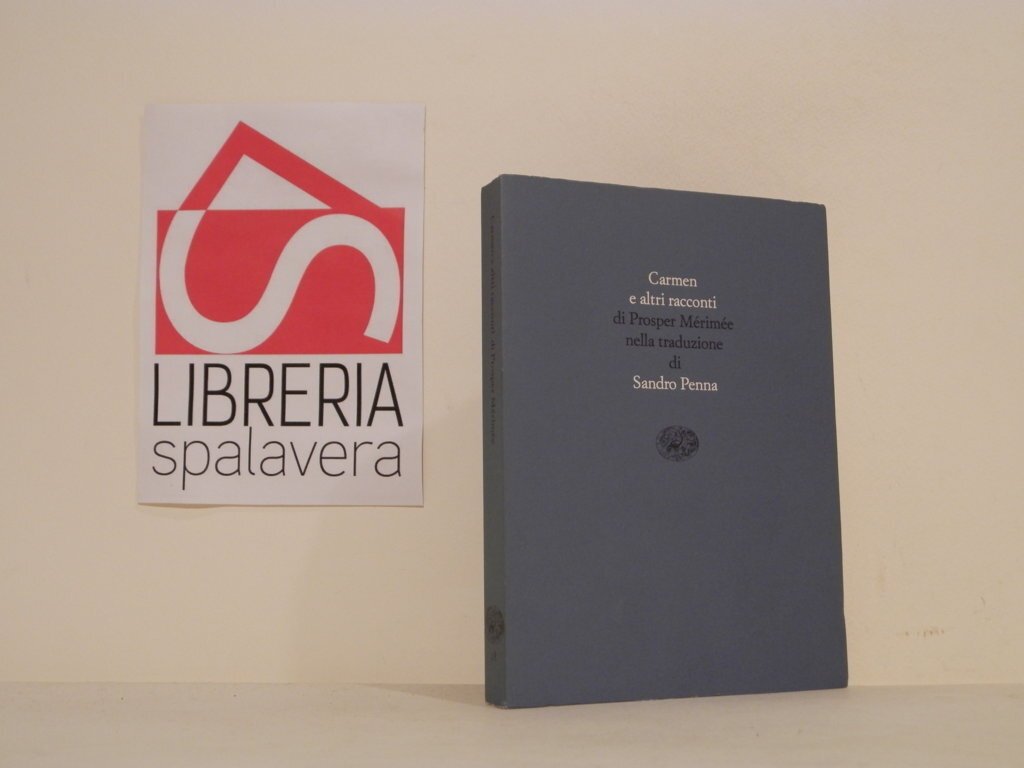 LIBRERIA
spalavera
Carmen
e altri racconti
di Prosper Mérimée
nella traduzione
di
Sandro Penna